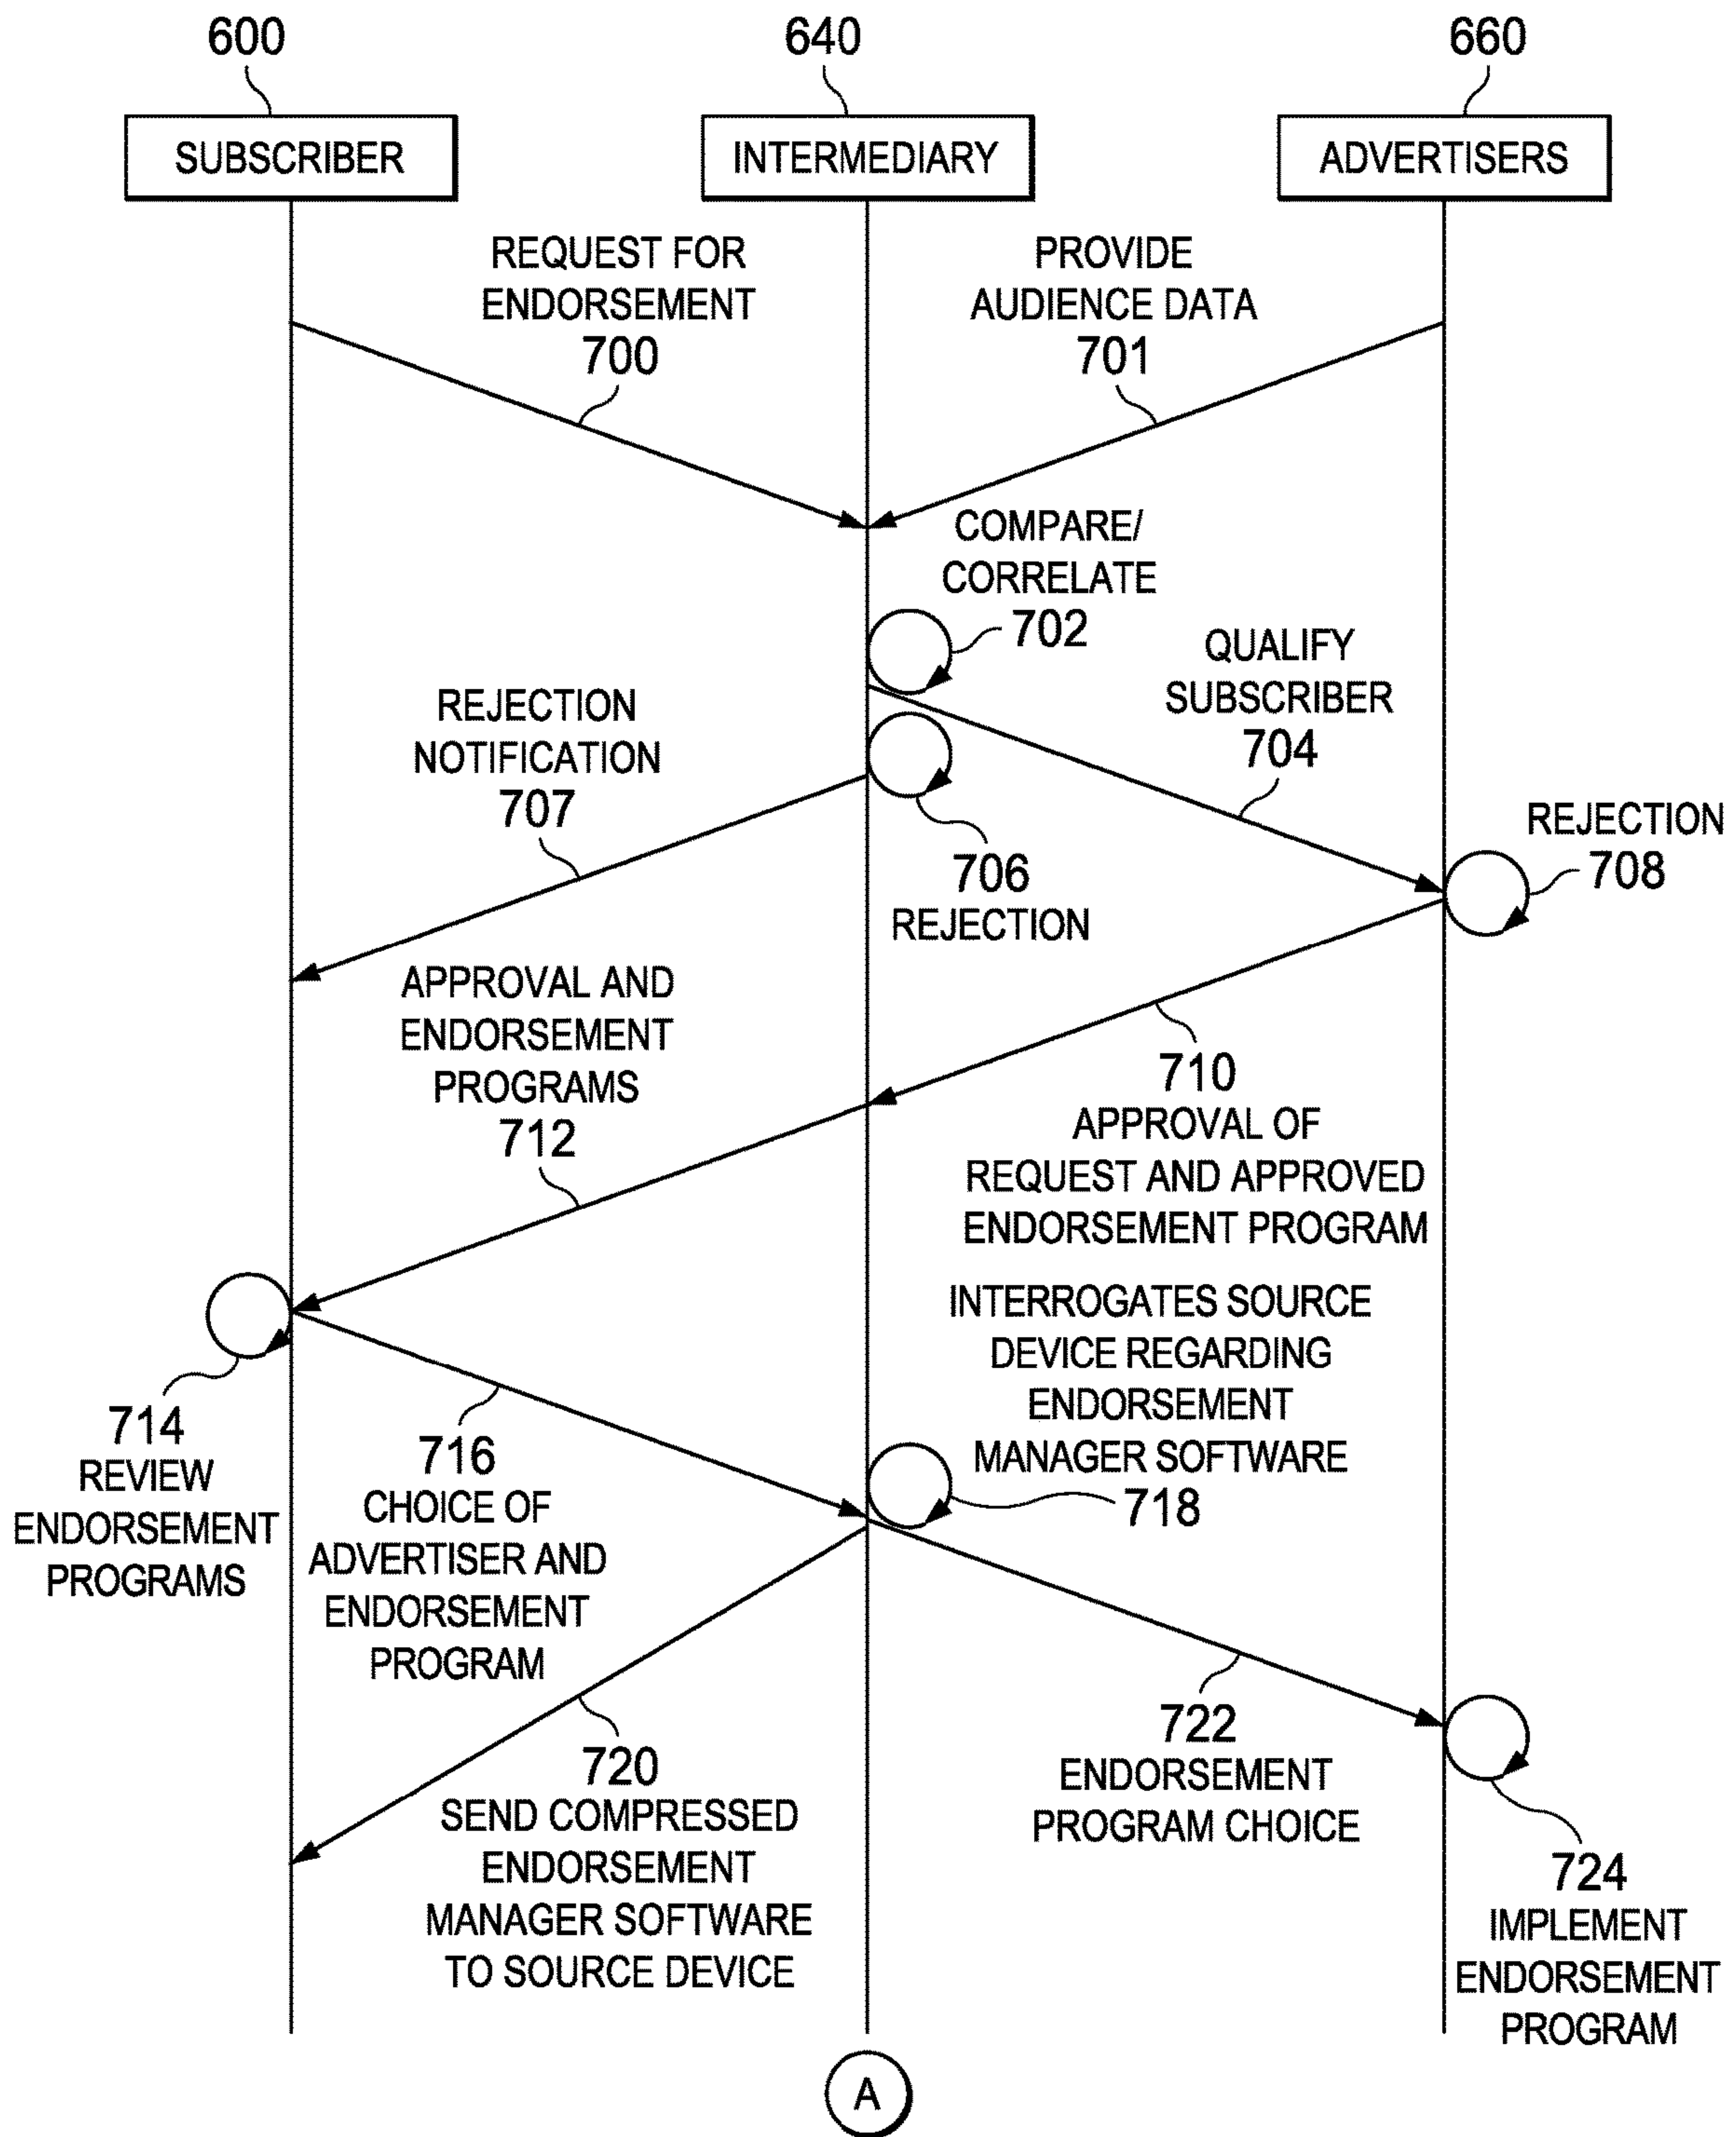 600
640
660
SUBSCRIBER
INTERMEDIARY
ADVERTISERS
REQUEST FOR
ENDORSEMENT
700
PROVIDE
AUDIENCE DATA
701
COMPARE/
CORRELATE
702
QUALIFY
SUBSCRIBER
704
REJECTION
NOTIFICATION
707
706
REJECTION
REJECTION
708
APPROVAL AND
ENDORSEMENT
PROGRAMS
712
710
APPROVAL OF
REQUEST AND APPROVED
ENDORSEMENT PROGRAM
INTERROGATES SOURCE
DEVICE REGARDING
ENDORSEMENT
MANAGER SOFTWARE
718
714
REVIEW
ENDORSEMENT
PROGRAMS
716
CHOICE OF
ADVERTISER AND
ENDORSEMENT
PROGRAM
720
SEND COMPRESSED
ENDORSEMENT
MANAGER SOFTWARE
TO SOURCE DEVICE
722
ENDORSEMENT
PROGRAM CHOICE
724
IMPLEMENT
ENDORSEMENT
PROGRAM
A